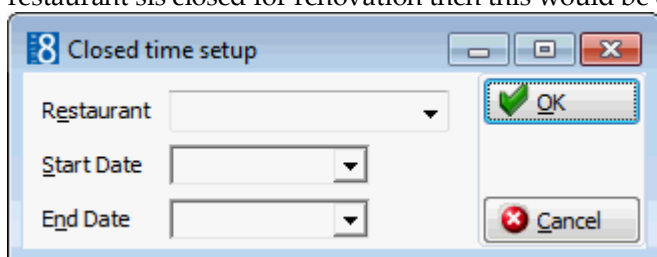 restaurant sis closed for renovation then this would be
8 Closed time setup
Restaurant
OK
Start Date
End Date
Cancel